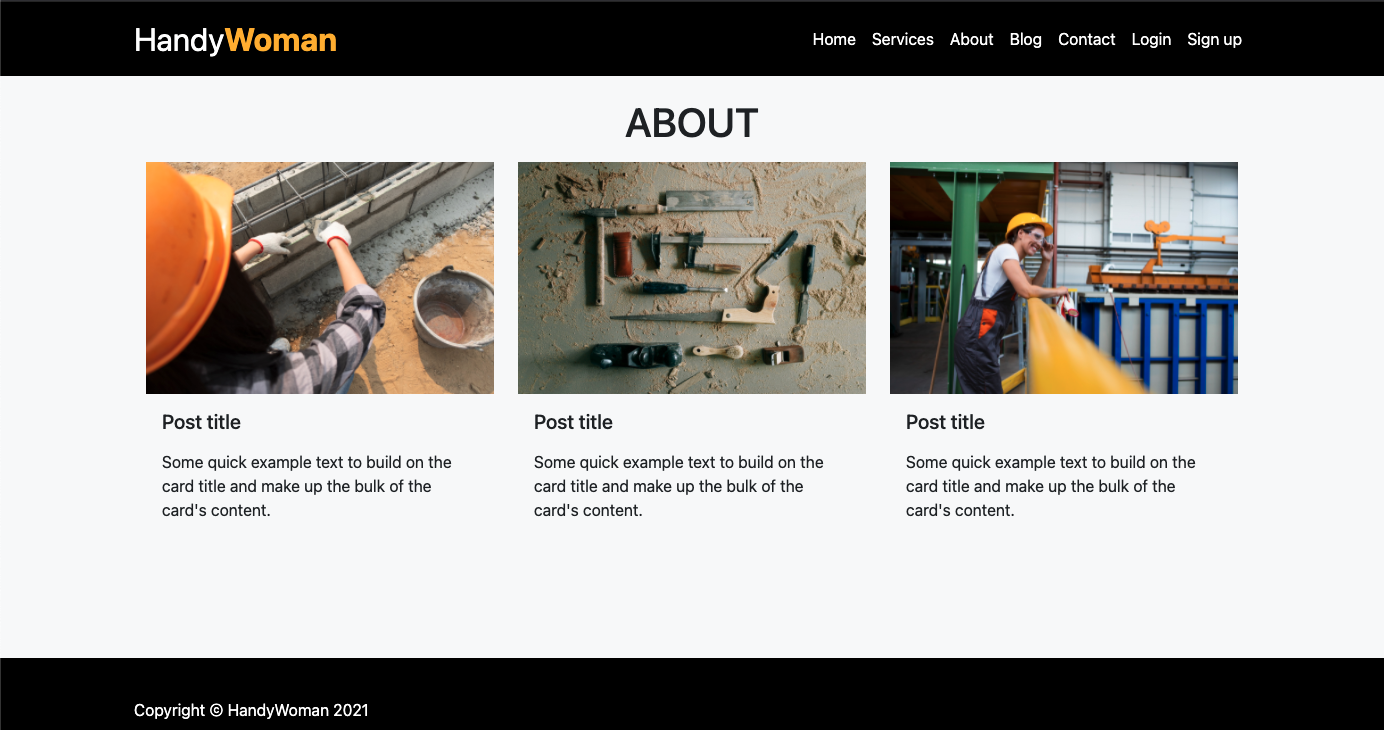 HandyWoman
Home Services About Blog Contact Login Sign up
ABOUT
Post title
Some quick example text to build on the
card title and make up the bulk of the
card's content.
Post title
Some quick example text to build on the
card title and make up the bulk of the
card's content.
Post title
Some quick example text to build on the
card title and make up the bulk of the
card's content.
Copyright © HandyWoman 2021